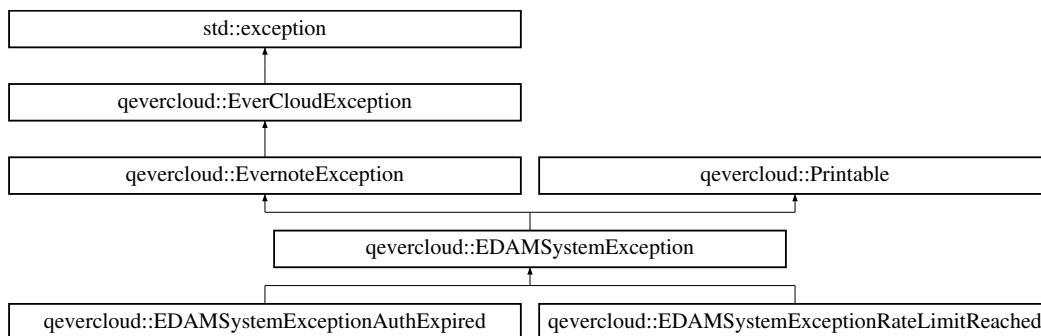 std::exception
qevercloud::EverCloudException
qevercloud::EvernoteException
qevercloud::Printable
qevercloud::EDAMSystemException
qevercloud::EDAMSystemExceptionAuthExpired
qevercloud::EDAMSystemExceptionRateLimitReached